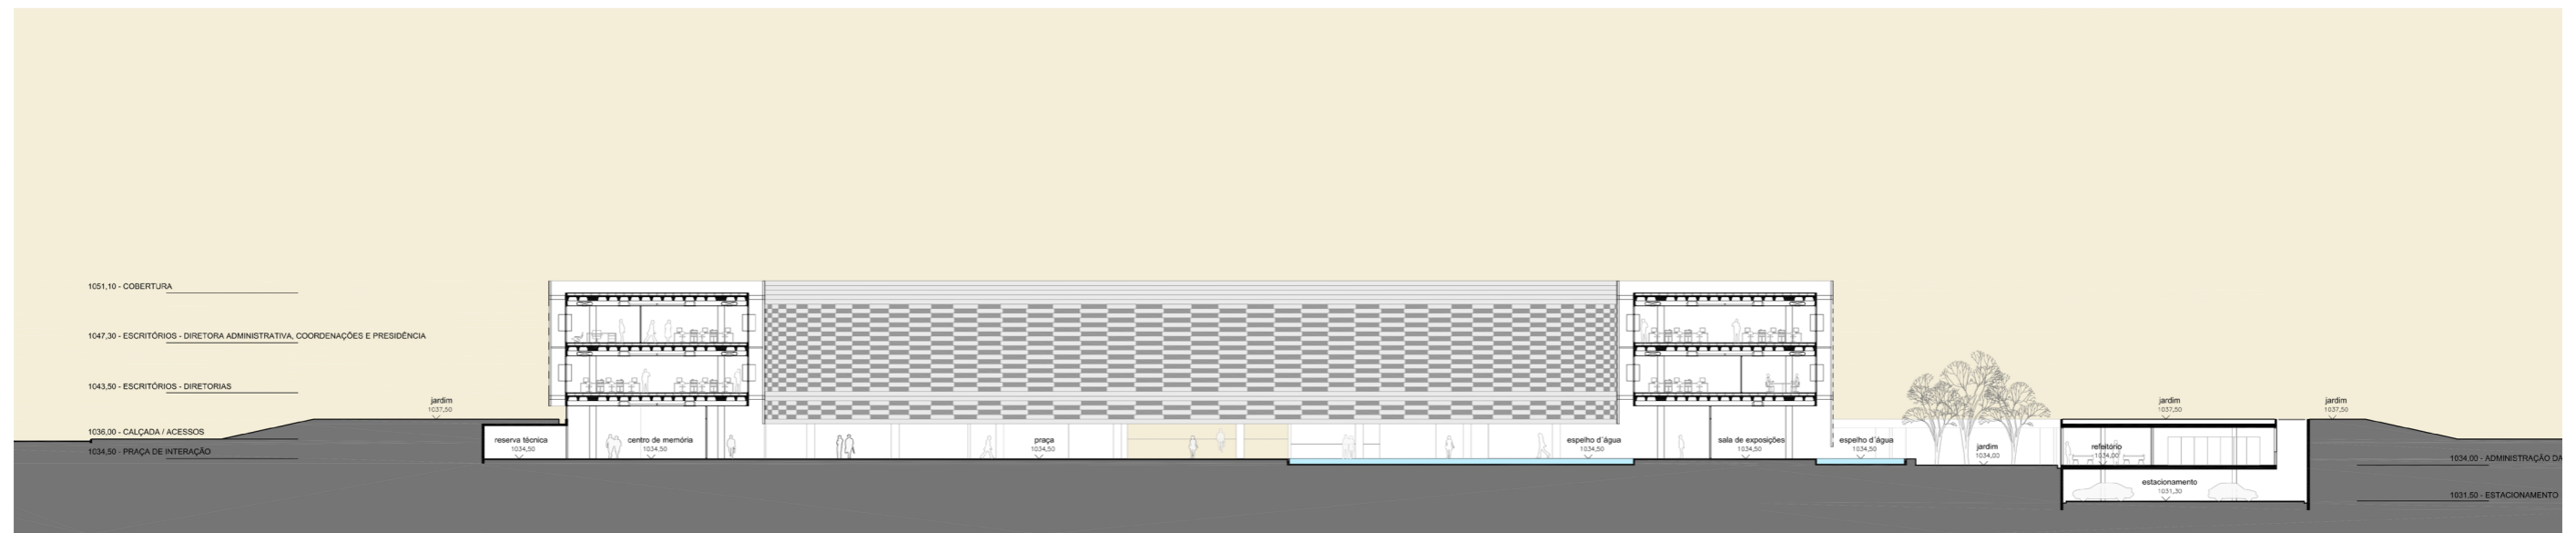 1051,10 - COBERTURA
1047,30 - ESCRITÓRIOS - DIRETORA ADMINISTRATIVA, COORDENAÇÕES E PRESIDÊNCIA
1043,50 - ESCRITÓRIOS - DIRETORIAS
jardim
1037,50
1036,00 - CALÇADA / ACESSOS
1034,50 - PRAÇA DE INTERAÇÃO
reserva técnica
1034,50
centro de memória
1034,50
praça
1034,50
espelho d´água
1034,50
sala de exposições
1034,50
espelho d´água
1034,50
jardim
1034,00
jardim
1037,50
refeitório
1034,00
estacionamento
1031,30
jardim
1037,50
1034.00 - ADMINISTRAÇÃO DA
1031,50 - ESTACIONAMENTO